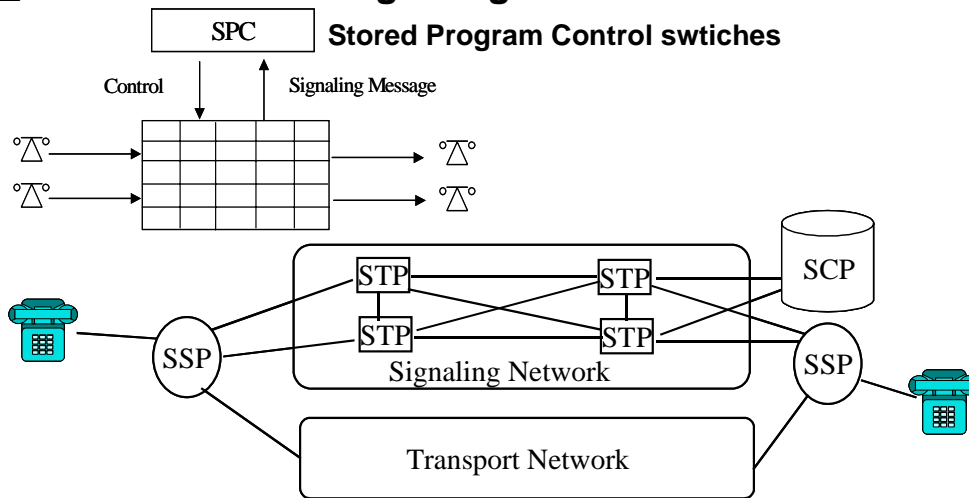 SPC
Stored Program Control swtiches
Control
Signaling Message
STP
STP
SCP
STP
STP
SSP
SSP
Signaling Network
Transport Network